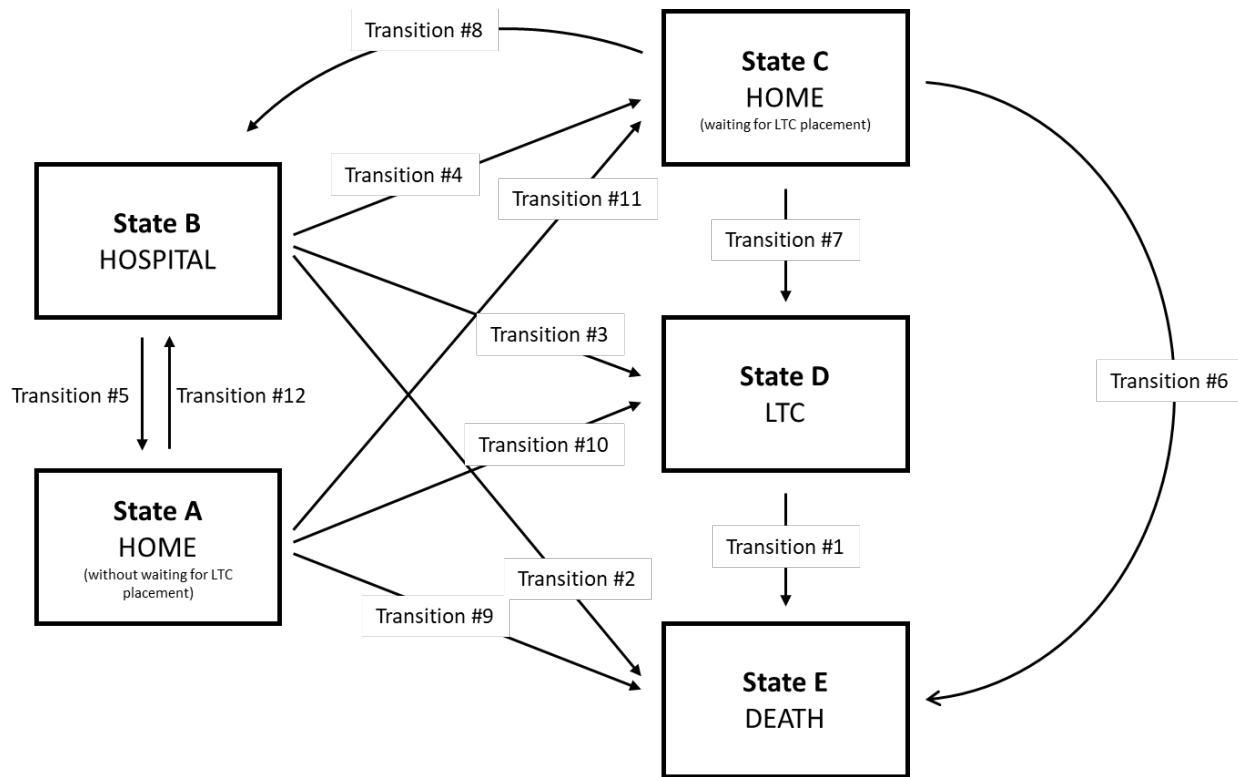 Transition #8
State C
HOME
(waiting for LTC placement)
Transition #4
Transition #11
State B
HOSPITAL
Transition #7
Transition #3
State D
LTC
Transition #5
Transition #12
Transition #6
Transition #10
State A
HOME
(without waiting for LTC
placement)
Transition #1
Transition #2
Transition #9
State E
DEATH